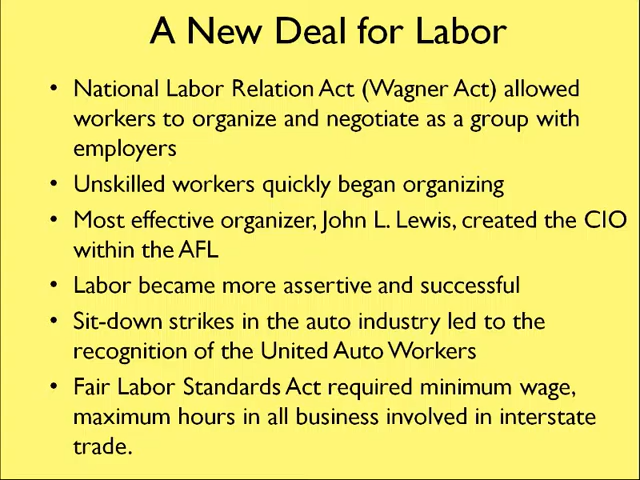 A New Deal for Labor
• National Labor Relation Act (Wagner Act) allowed
workers to organize and negotiate as a group with
employers
• Unskilled workers quickly began organizing
• Most effective organizer, John L. Lewis, created the CIO
within the AFL
• Labor became more assertive and successful
• Sit-down strikes in the auto industry led to the
recognition of the United Auto Workers
• Fair Labor Standards Act required minimum wage,
maximum hours in all business involved in interstate
trade.